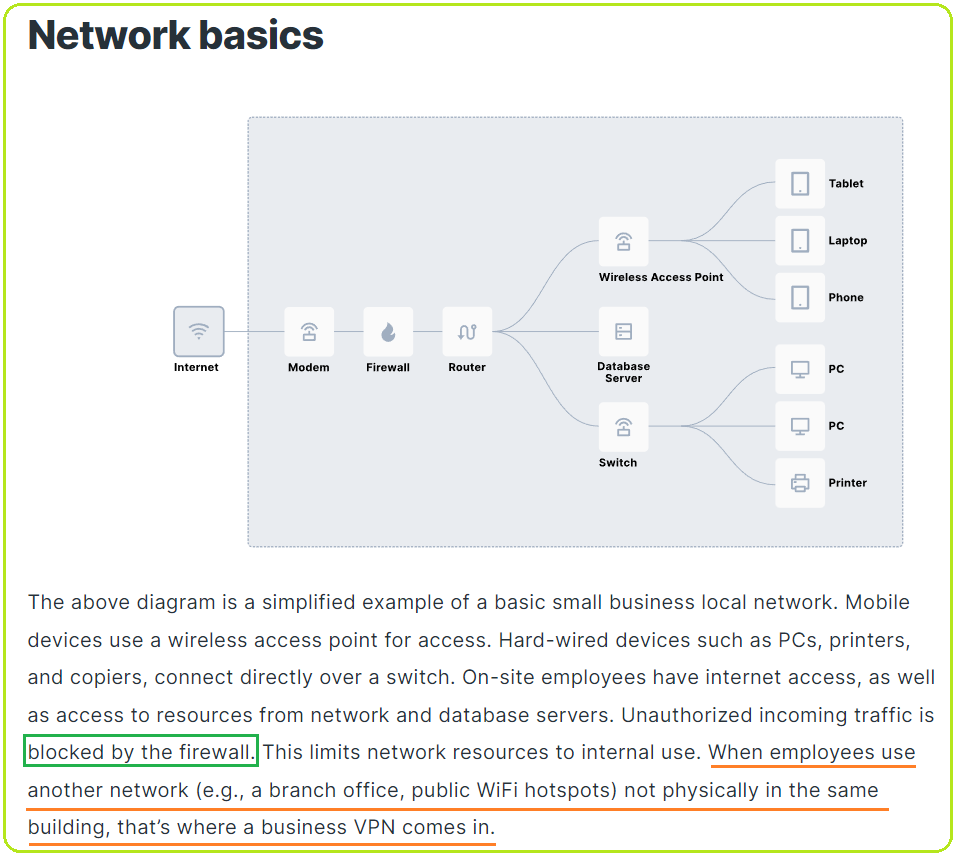 Network basics
Tablet
Laptop
Wireless Access Point
Phone
Internet
Modem
Firewall
Router
Database
Server
PC
PC
Switch
Printer
The above diagram is a simplified example of a basic small business local network. Mobile
devices use a wireless access point for access. Hard-wired devices such as PCs, printers,
and copiers, connect directly over a switch. On-site employees have internet access, as well
as access to resources from network and database servers. Unauthorized incoming traffic is
blocked by the firewall. This limits network resources to internal use. When employees use
another network (e.g., a branch office, public WiFi hotspots) not physically in the same
building, that’s where a business VPN comes in.